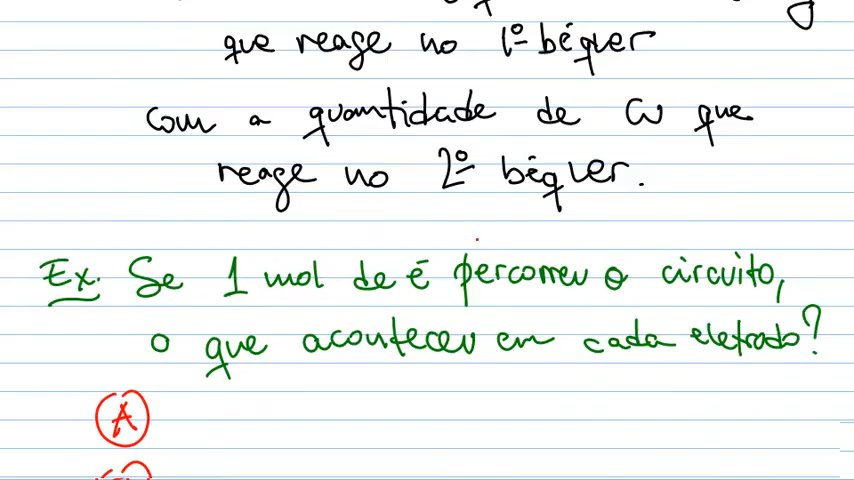 que reage no 1º béquer
com a quantidade de Cu que
reage no 2º béquer.
Ex. Se 1 mol de é percorreu o circuito,
o que aconteceu em cada eletrodo?
A